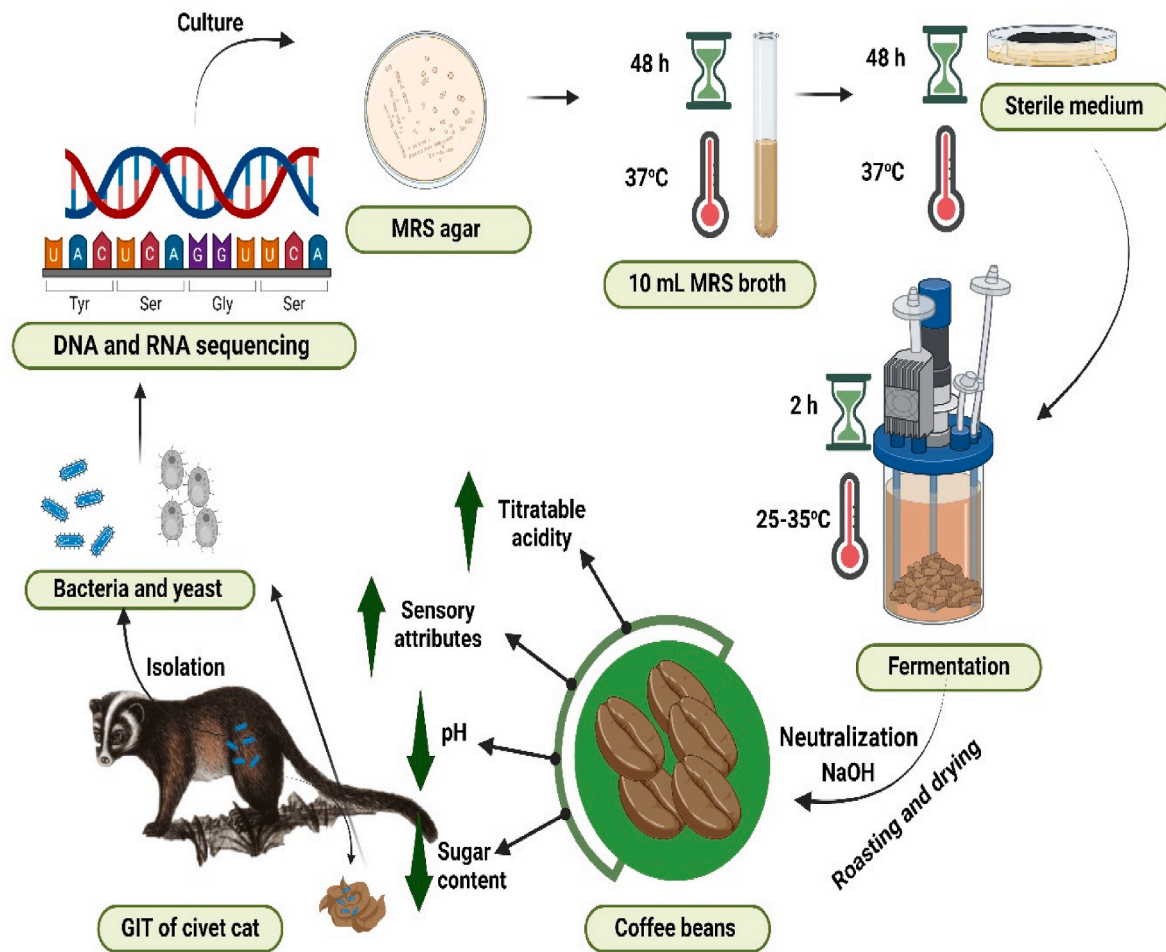 Culture
MRS agar
48 h
37ºC
10 mL MRS broth
48 h
37ºC
Sterile medium
U A C U C A G G U U C A
Tyr Ser Gly Ser
DNA and RNA sequencing
2 h
25-35ºC
Fermentation
Bacteria and yeast
Isolation
GIT of civet cat
Titratable
acidity
Sensory
attributes
pH
Sugar
content
Neutralization
NaOH
Roasting and drying
Coffee beans